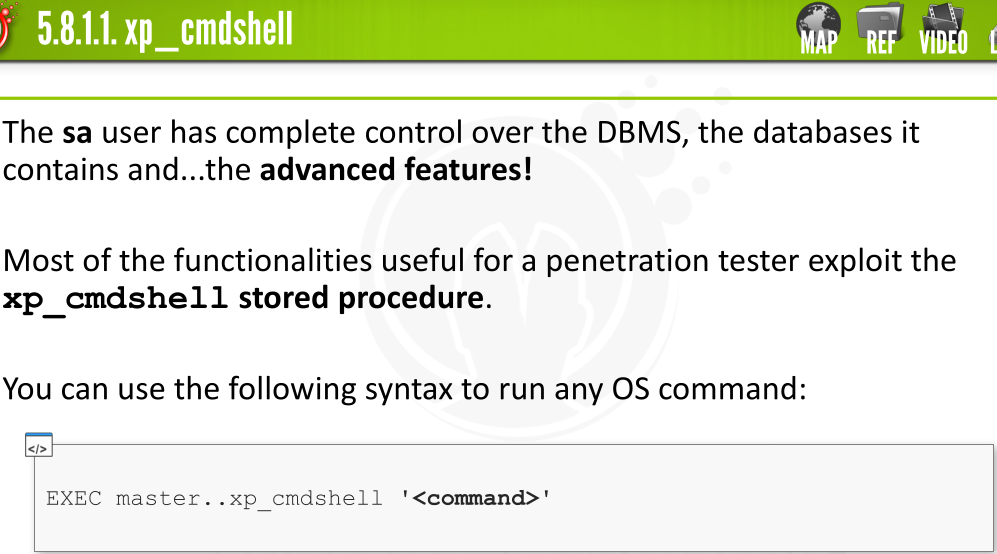 5.8.1.1. xp_cmdshell
MAP REF VIDEO
The sa user has complete control over the DBMS, the databases it
contains and...the advanced features!
Most of the functionalities useful for a penetration tester exploit the
xp_cmdshell stored procedure.
You can use the following syntax to run any OS command:
</>
EXEC master..xp_cmdshell '<command>'